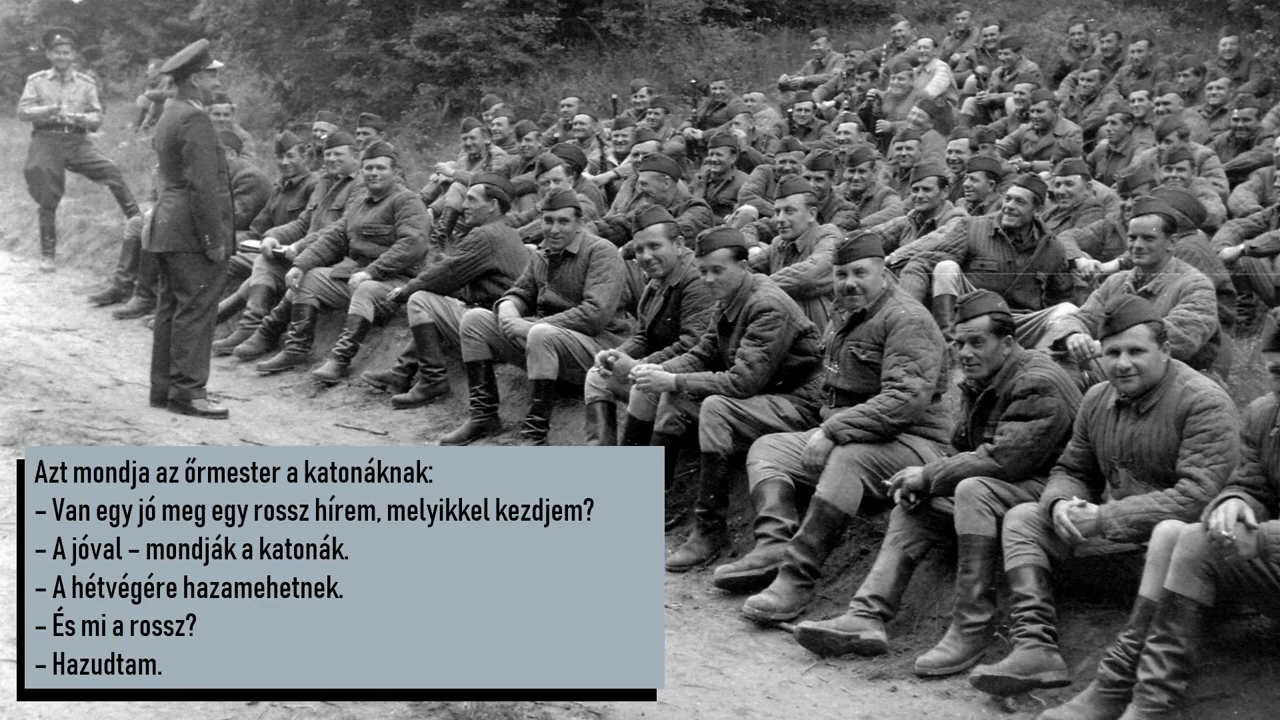 Azt mondja az őrmester a katonáknak:
– Van egy jó meg egy rossz hírem, melyikkel kezdjem?
– A jóval – mondják a katonák.
– A hétvégére hazamehetnek.
– És mi a rossz?
– Hazudtam.